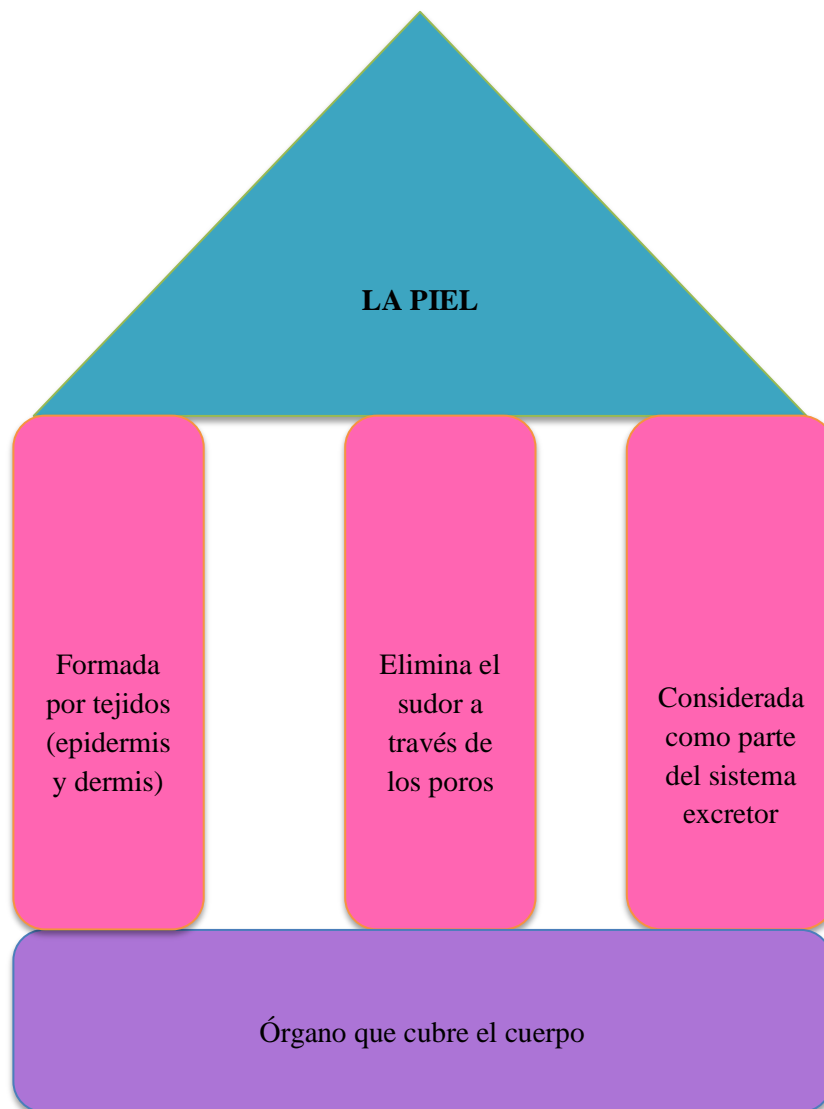 LA PIEL
Formada
por tejidos
(epidermis
y dermis)
Elimina el
sudor a
través de
los poros
Considerada
como parte
del sistema
excretor
Órgano que cubre el cuerpo